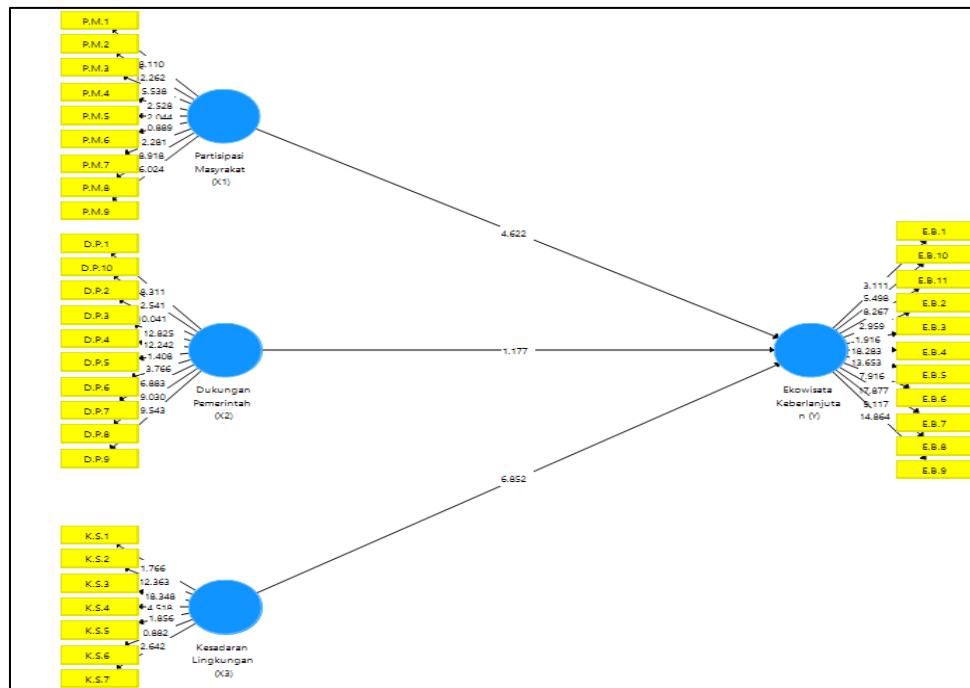 P.M.1
P.M.2
P.M.3
P.M.4
P.M.5
P.M.6
P.M.7
P.M.8
P.M.9
2.262
5.538
2.528
2.044
0.889
2.281
8.918
6.024
Partisipasi
Masyrakat
(X1)
4.622
D.P.1
D.P.10
D.P.2
D.P.3
D.P.4
D.P.5
D.P.6
D.P.7
D.P.8
D.P.9
8.311
2.541
10.041
12.825
12.242
1.408
3.766
6.883
9.030
9.543
Dukungan
Pemerintah
(X2)
1.177
K.S.1
K.S.2
K.S.3
K.S.4
K.S.5
K.S.6
K.S.7
1.766
12.363
18.348
4.518
1.856
0.882
2.642
Kesadaran
Lingkungan
(X3)
6.852
Ekowisata
Keberlanjuta
n (Y)
3.111
5.498
8.267
2.959
1.916
18.283
13.653
7.916
17.877
9.117
14.864
E.B.1
E.B.10
E.B.11
E.B.2
E.B.3
E.B.4
E.B.5
E.B.6
E.B.7
E.B.8
E.B.9